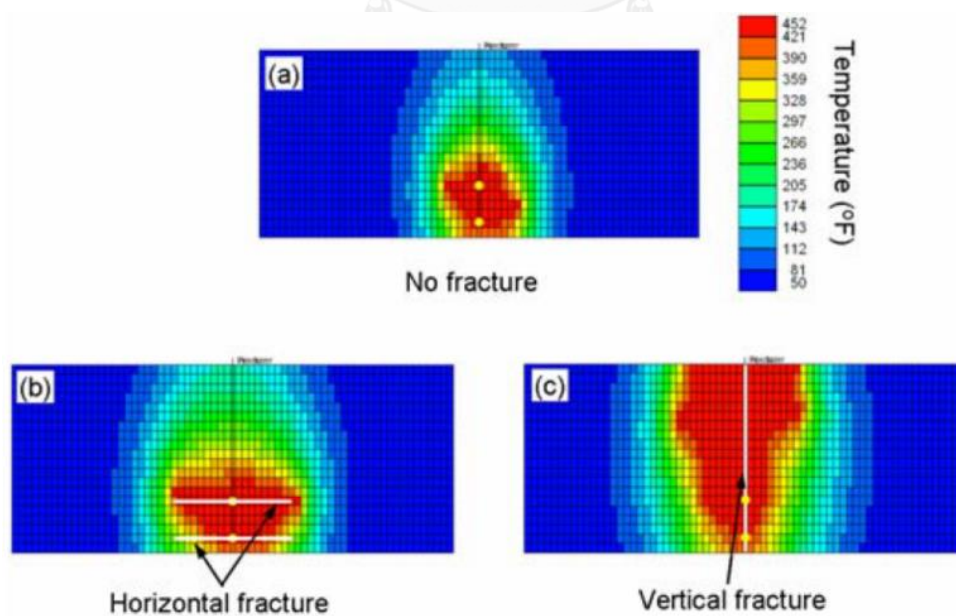 (a)
452
421
390
359
328
297
266
236
205
174
143
112
81
50
Temperature (°F)
No fracture
(b)
(c)
Horizontal fracture
Vertical fracture